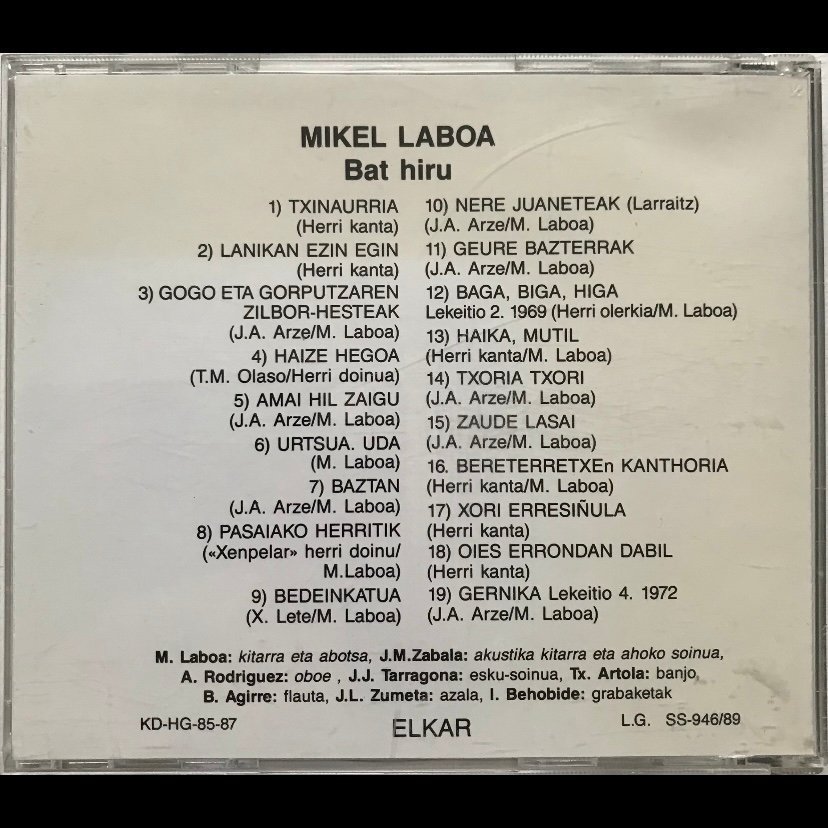 MIKEL LABOA
Bat hiru
1) TXINAURRIA
(Herri kanta)
2) LANIKAN EZIN EGIN
(Herri kanta)
3) GOGO ETA GORPUTZAREN
ZILBOR-HESTEAK
(J.A. Arze/M. Laboa)
4) HAIZE HEGOA
(T.M. Olaso/Herri doinua)
5) AMAI HIL ZAIGU
(J.A. Arze/M. Laboa)
6) URTSUA. UDA
(M. Laboa)
7) BAZTAN
(J.A. Arze/M. Laboa)
8) PASAIAKO HERRITIK
(«Xenpelar» herri doinu/
M.Laboa)
9) BEDEINKATUA
(X. Lete/M. Laboa)
10) NERE JUANETEAK (Larraitz)
(J.A. Arze/M. Laboa)
11) GEURE BAZTERRAK
(J.A. Arze/M. Laboa)
12) BAGA, BIGA, HIGA
Lekeitio 2. 1969 (Herri olerkia/M. Laboa)
13) HAIKA, MUTIL
(Herri kanta/M. Laboa)
14) TXORIA TXORI
(J.A. Arze/M. Laboa)
15) ZAUDE LASAI
(J.A. Arze/M. Laboa)
16. BERETERRETXEn KANTHORIA
(Herri kanta/M. Laboa)
17) XORI ERRESIÑULA
(Herri kanta)
18) OIES ERRONDAN DABIL
(Herri kanta)
19) GERNIKA Lekeitio 4. 1972
(J.A. Arze/M. Laboa)
M. Laboa: kitarra eta abotsa, J.M.Zabala: akustika kitarra eta ahoko soinua,
A. Rodriguez: oboe , J.J. Tarragona: esku-soinua, Tx. Artola: banjo,
B. Agirre: flauta, J.L. Zumeta: azala, I. Behobide: grabaketak
KD-HG-85-87
ELKAR
L.G. SS-946/89